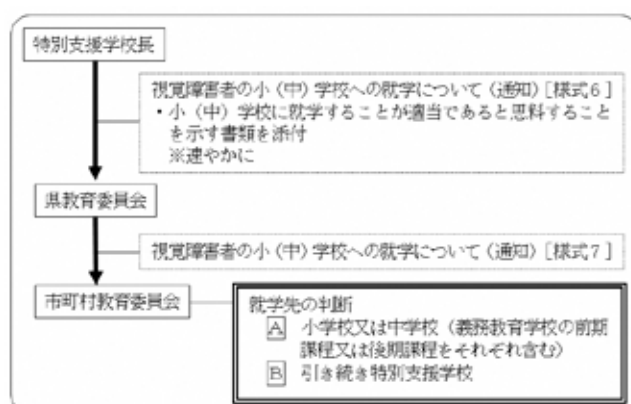 特別支援学校長
視覚障害者の小(中)学校への就学について(通知)[様式6]
・小(中)学校に就学することが適当であると思料すること
を示す書類を添付
※速やかに
県教育委員会
視覚障害者の小(中)学校への就学について(通知)[様式7]
市町村教育委員会
就学先の判断
A 小学校又は中学校(義務教育学校の前期
課程又は後期課程をそれぞれ含む)
B 引き続き特別支援学校